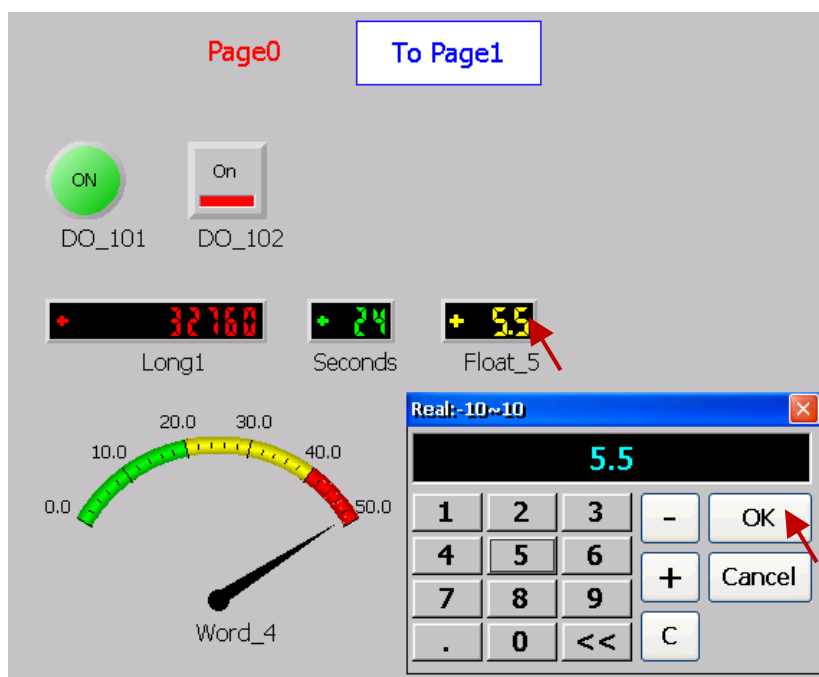 Page0
To Page1
ON
On
DO_101
DO_102
+ 32760
+ 24
+ 5.5
Long1
Seconds
Float_5
0.0
10.0
20.0
30.0
40.0
50.0
Word_4
Real:-10~10
5.5
1 2 3 - OK
4 5 6 + Cancel
7 8 9
. 0 << C